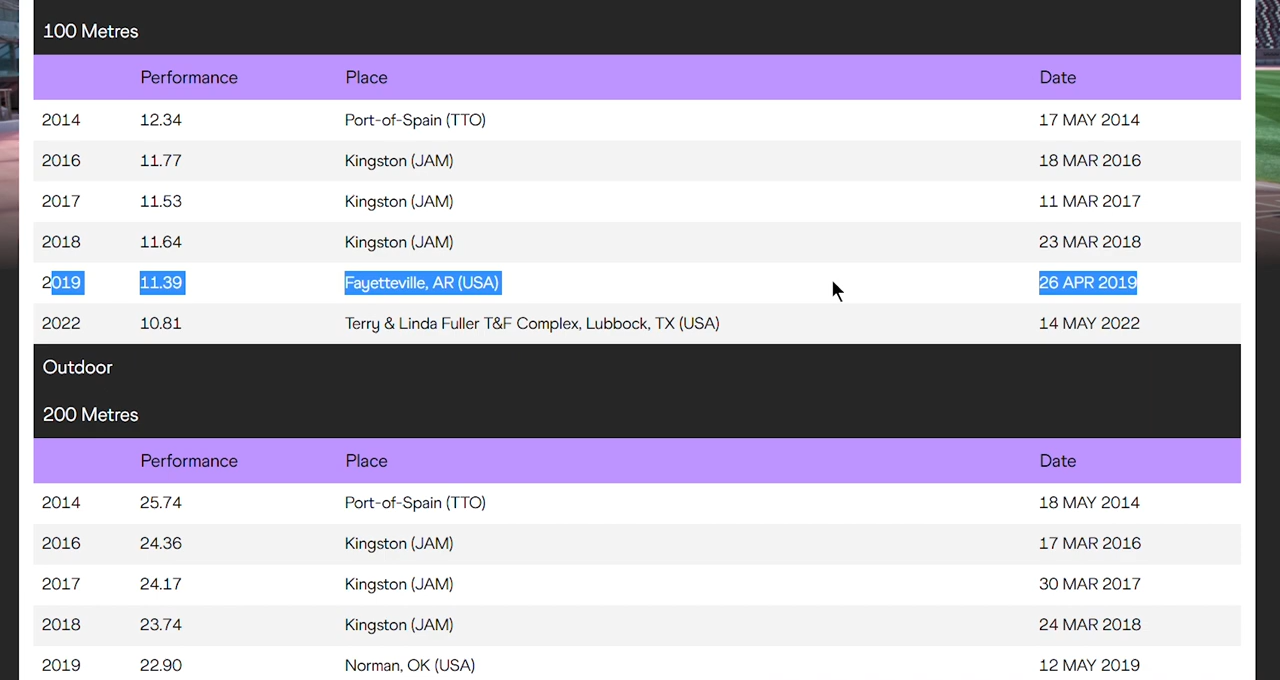 100 Metres
Performance Place Date
2014 12.34 Port-of-Spain (TTO) 17 MAY 2014
2016 11.77 Kingston (JAM) 18 MAR 2016
2017 11.53 Kingston (JAM) 11 MAR 2017
2018 11.64 Kingston (JAM) 23 MAR 2018
2019 11.39 Fayetteville, AR (USA) 26 APR 2019
2022 10.81 Terry & Linda Fuller T&F Complex, Lubbock, TX (USA) 14 MAY 2022
Outdoor
200 Metres
Performance Place Date
2014 25.74 Port-of-Spain (TTO) 18 MAY 2014
2016 24.36 Kingston (JAM) 17 MAR 2016
2017 24.17 Kingston (JAM) 30 MAR 2017
2018 23.74 Kingston (JAM) 24 MAR 2018
2019 22.90 Norman, OK (USA) 12 MAY 2019